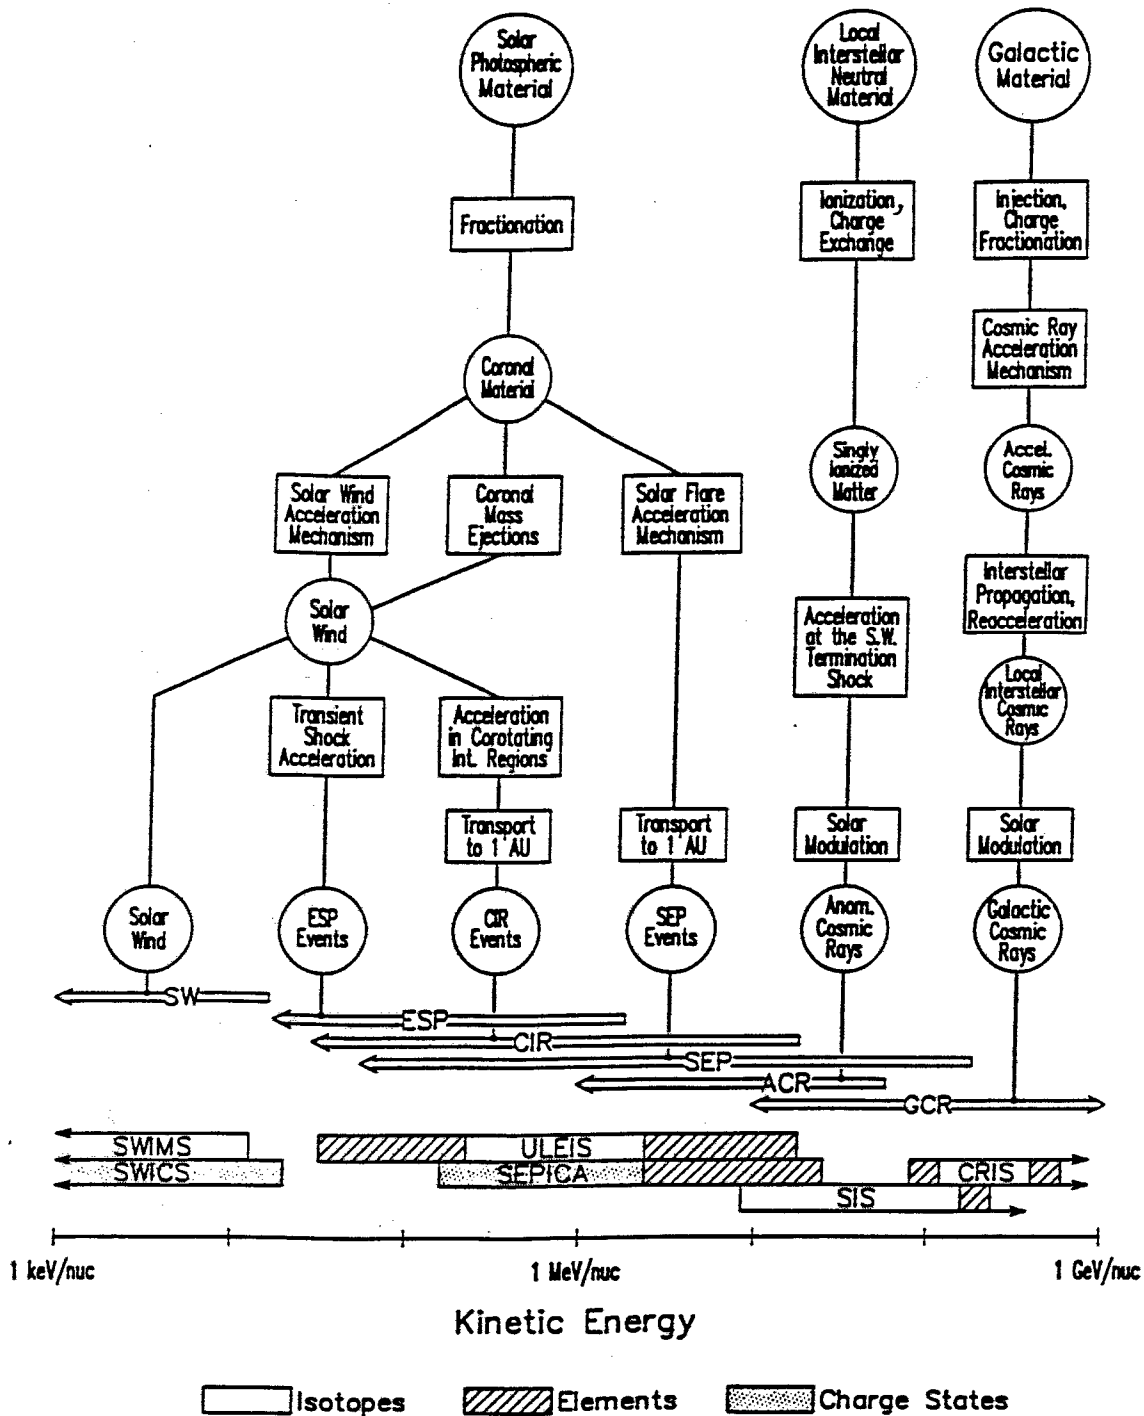 Solar
Photospheric
Material
Local
Interstellar
Neutral
Material
Galactic
Material
Fractionation
Ionization,
Charge
Exchange
Injection,
Charge
Fractionation
Cosmic Ray
Acceleration
Mechanism
Coronal
Material
Singly
Ionized
Matter
Accel.
Cosmic
Rays
Solar Wind
Acceleration
Mechanism
Coronal
Mass
Ejections
Solar Flare
Acceleration
Mechanism
Interstellar
Propagation,
Reacceleration
Solar
Wind
Acceleration
at the S.W.
Termination
Shock
Local
Interstellar
Cosmic
Rays
Transient
Shock
Acceleration
Acceleration
in Corotating
Int. Regions
Transport
to 1 AU
Transport
to 1 AU
Solar
Modulation
Solar
Modulation
Solar
Wind
ESP
Events
CIR
Events
SEP
Events
Anom.
Cosmic
Rays
Galactic
Cosmic
Rays
SW
ESP
CIR
SEP
ACR
GCR
SWIMS
ULEIS
SWICS
SEPICA
CRIS
SIS
1 keV/nuc
1 MeV/nuc
1 GeV/nuc
Kinetic Energy
Isotopes
Elements
Charge States